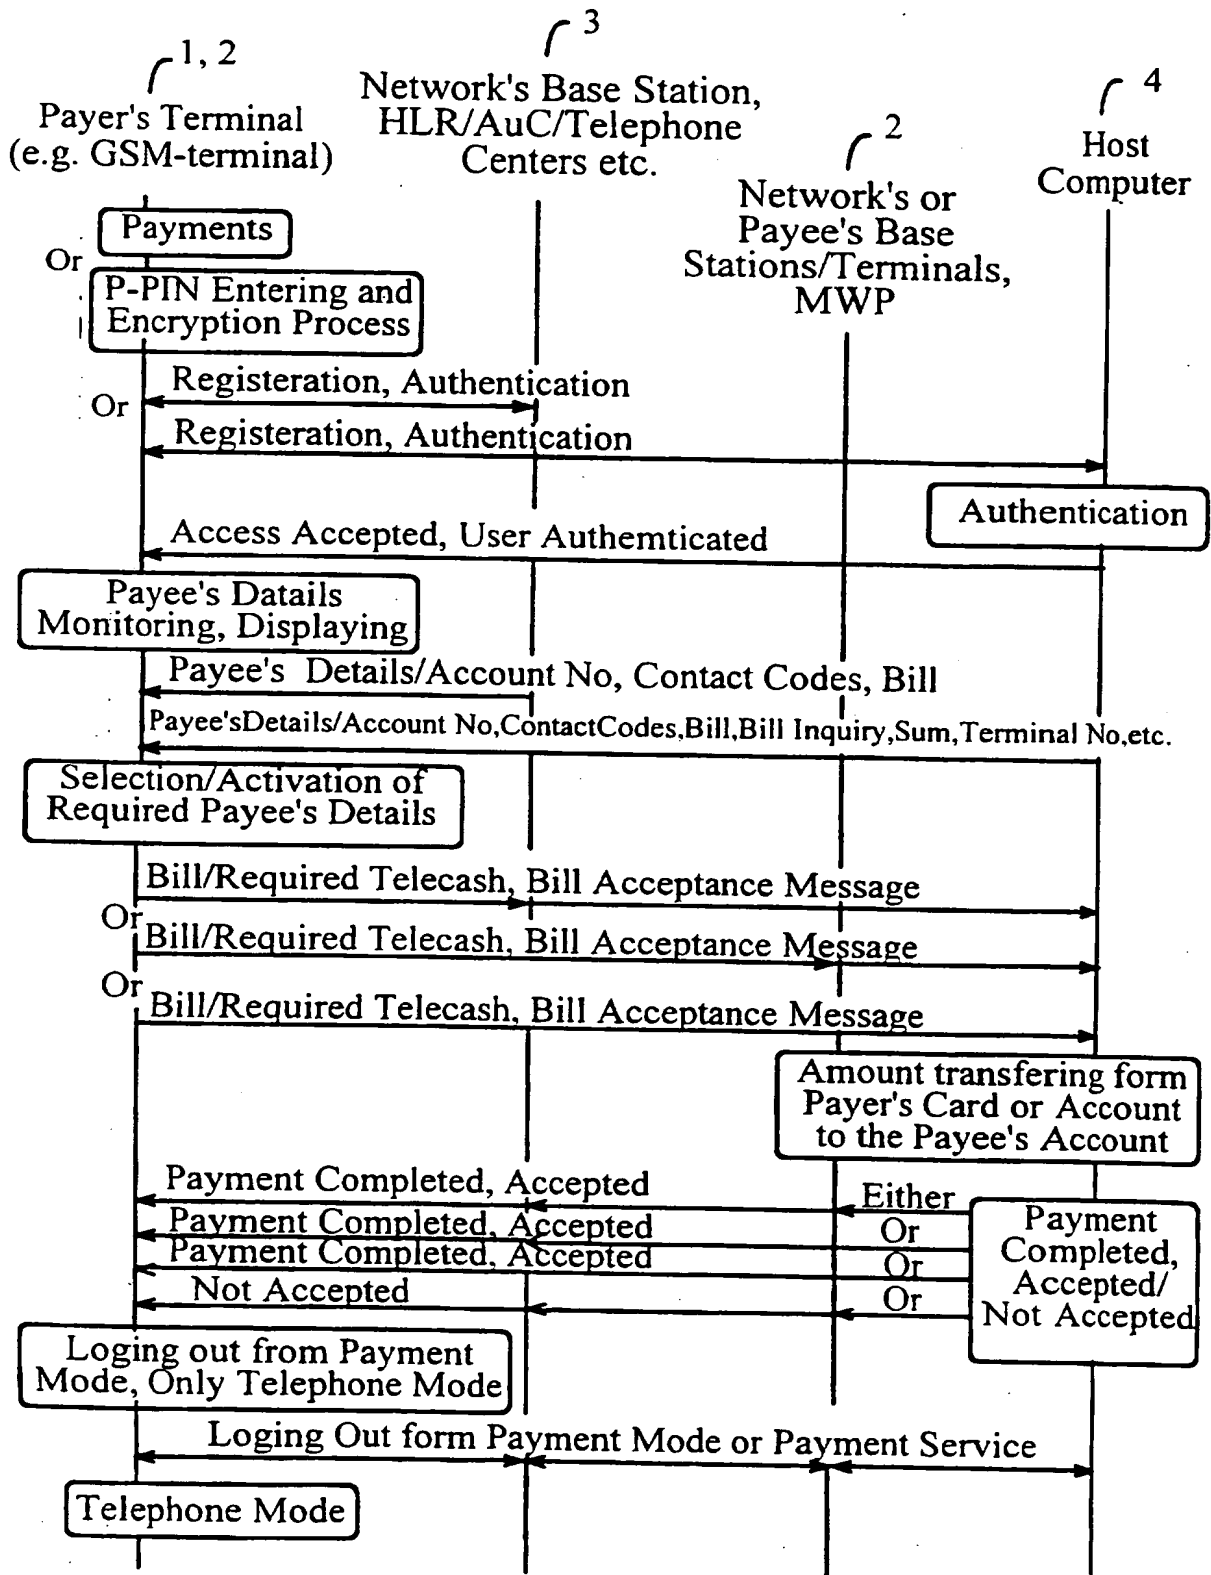 1, 2
3
2
4
Payer's Terminal
(e.g. GSM-terminal)
Network's Base Station,
HLR/AuC/Telephone
Centers etc.
Network's or
Payee's Base
Stations/Terminals,
MWP
Host
Computer
Payments
Or
P-PIN Entering and
Encryption Process
Registeration, Authentication
Or
Registeration, Authentication
Authentication
Access Accepted, User Authemticated
Payee's Datails
Monitoring, Displaying
Payee's Details/Account No, Contact Codes, Bill
Payee'sDetails/Account No,ContactCodes,Bill,Bill Inquiry,Sum,Terminal No,etc.
Selection/Activation of
Required Payee's Details
Bill/Required Telecash, Bill Acceptance Message
Or
Bill/Required Telecash, Bill Acceptance Message
Or
Bill/Required Telecash, Bill Acceptance Message
Amount transfering form
Payer's Card or Account
to the Payee's Account
Payment Completed, Accepted
Either
Payment Completed, Accepted
Or
Payment Completed, Accepted
Or
Not Accepted
Or
Payment
Completed,
Accepted/
Not Accepted
Loging out from Payment
Mode, Only Telephone Mode
Loging Out form Payment Mode or Payment Service
Telephone Mode